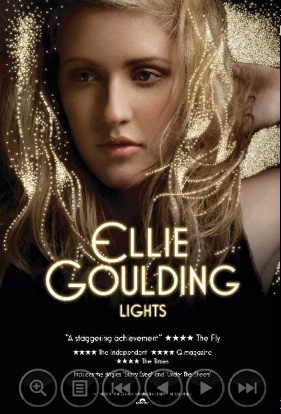 ELLIE
GOULDING
LIGHTS
"A staggering achievement" ★★★★ The Fly
★★★★ The Independent ★★★★ Q magazine
★★★★ The Times
Includes the singles 'Starry Eyed' and 'Under The Sheets'